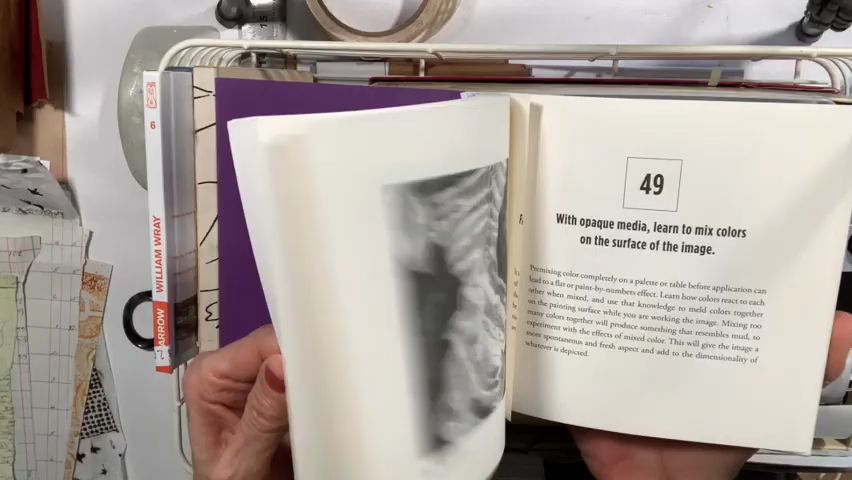 6
WILLIAM WRAY
ARROW
49
With opaque media, learn to mix colors
on the surface of the image.
Premixing color completely on a palette or table before application can
lead to a flat or paint-by-numbers effect. Learn how colors react to each
other when mixed, and use that knowledge to meld colors together
on the painting surface while you are working the image. Mixing too
many colors together will produce something that resembles mud, so
experiment with the effects of mixed color. This will give the image a
more spontaneous and fresh aspect and add to the dimensionality of
whatever is depicted.